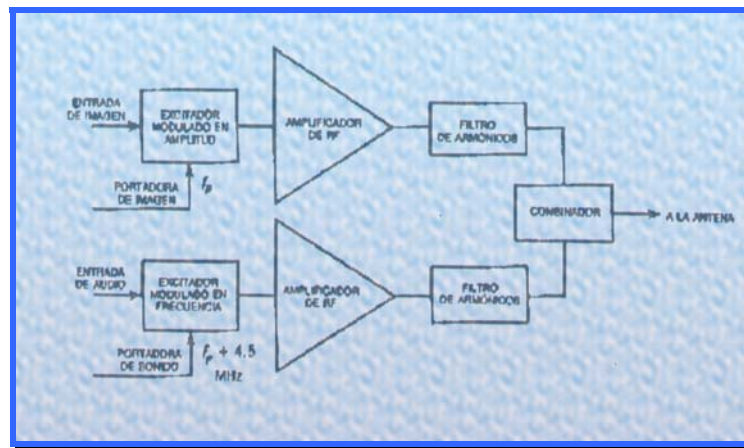 ENTRADA
DE IMAGEN
EXCITADOR
MODULADO EN
AMPLITUD
AMPLIFICADOR
DE RF
FILTRO
DE ARMÓNICOS
PORTADORA
DE IMAGEN
fp
COMBINADOR
A LA ANTENA
ENTRADA
DE AUDIO
EXCITADOR
MODULADO EN
FRECUENCIA
AMPLIFICADOR
DE RF
FILTRO
DE ARMÓNICOS
PORTADORA
DE SONIDO
fp + 4.5
MHz